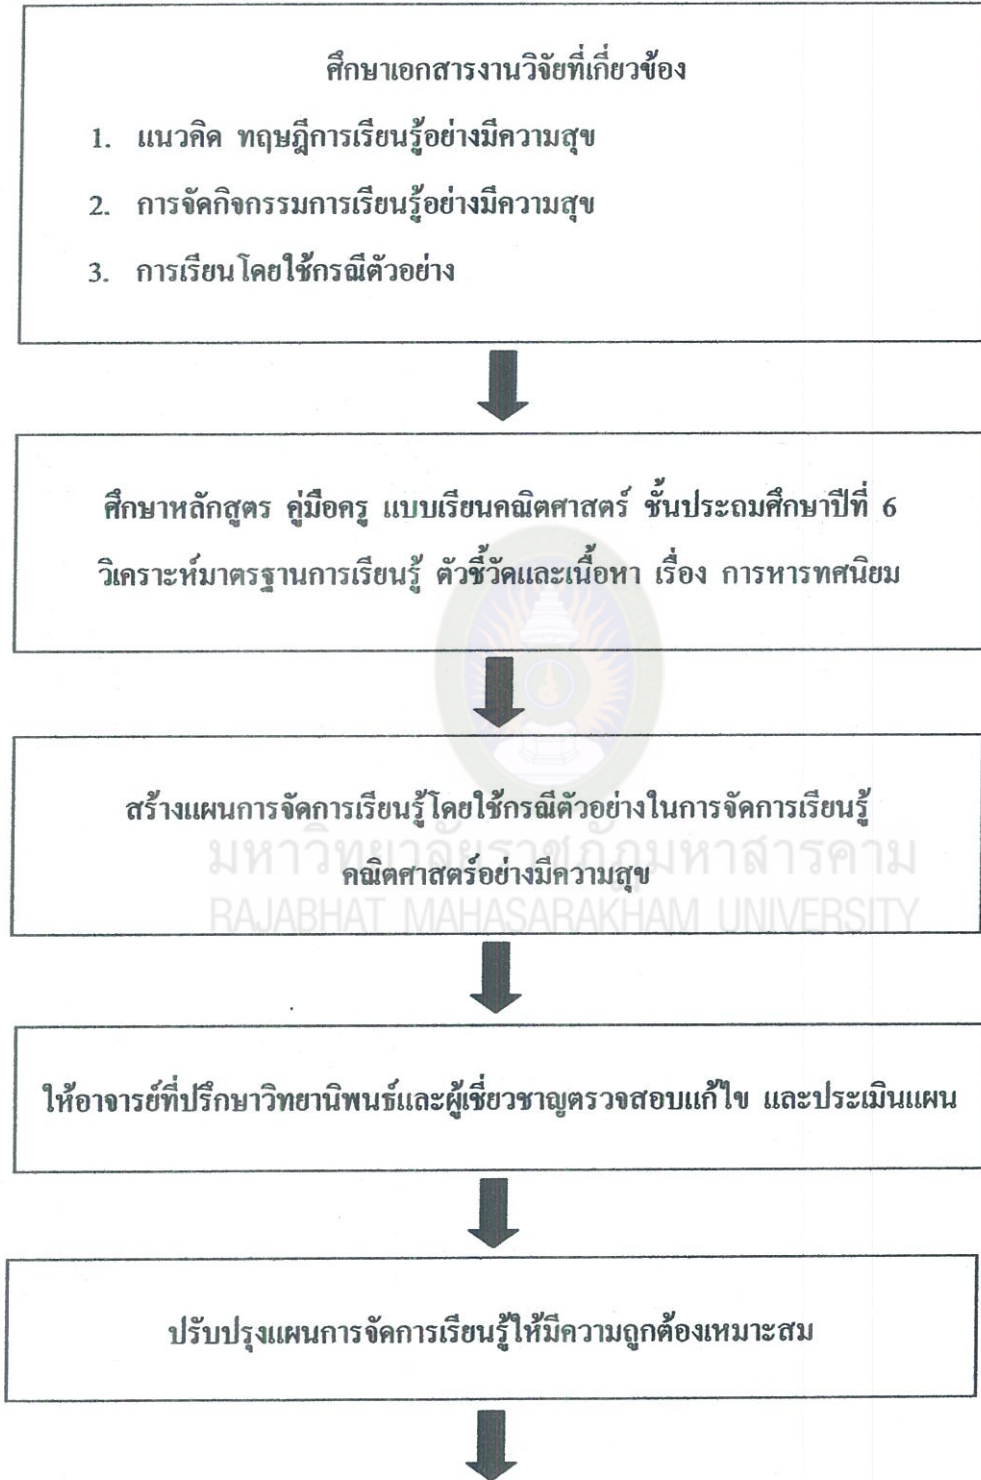 ศึกษาเอกสารงานวิจัยที่เกี่ยวข้อง
1. แนวคิด ทฤษฎีการเรียนรู้อย่างมีความสุข
2. การจัดกิจกรรมการเรียนรู้อย่างมีความสุข
3. การเรียนโดยใช้กรณีตัวอย่าง
ศึกษาหลักสูตร คู่มือครู แบบเรียนคณิตศาสตร์ ชั้นประถมศึกษาปีที่ 6
วิเคราะห์มาตรฐานการเรียนรู้ ตัวชี้วัดและเนื้อหา เรื่อง การหารทศนิยม
สร้างแผนการจัดการเรียนรู้โดยใช้กรณีตัวอย่างในการจัดการเรียนรู้
มหาวิทยาลัยราชภัฏมหาสารคาม
คณิตศาสตร์อย่างมีความสุข
RAJABHAT MAHASARAKHAM UNIVERSITY
ให้อาจารย์ที่ปรึกษาวิทยานิพนธ์และผู้เชี่ยวชาญตรวจสอบแก้ไข และประเมินแผน
ปรับปรุงแผนการจัดการเรียนรู้ให้มีความถูกต้องเหมาะสม